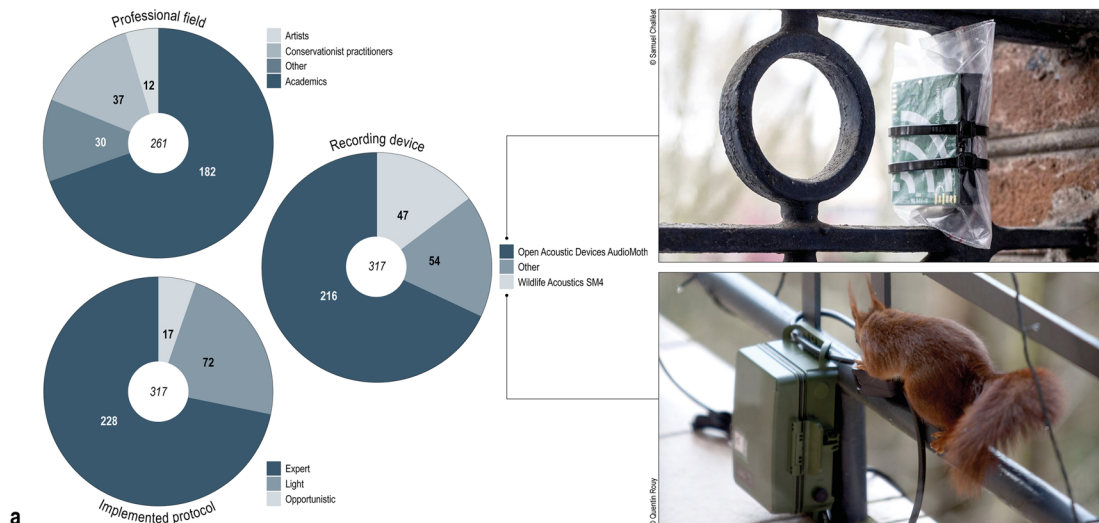 Professional field
Artists
Conservationist practitioners
Other
Academics
12
37
30
261
182
Recording device
47
54
317
216
Open Acoustic Devices AudioMoth
Other
Wildlife Acoustics SM4
17
72
317
228
Expert
Light
Opportunistic
Implemented protocol
a
© Samuel Challéat
© Quentin Rouy